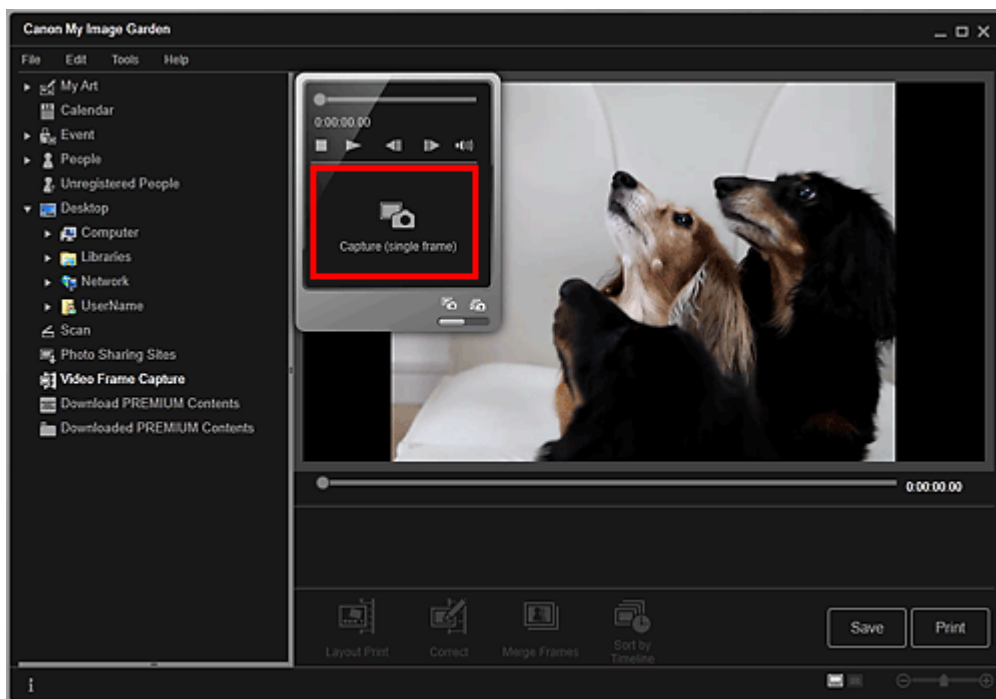 Canon My Image Garden
File Edit Tools Help
My Art
Calendar
Event
People
Unregistered People
Desktop
Computer
Libraries
Network
UserName
Scan
Photo Sharing Sites
Video Frame Capture
Download PREMIUM Contents
Downloaded PREMIUM Contents
0:00:00.00
Capture (single frame)
0:00:00.00
Layout Print
Correct
Merge Frames
Sort by
Timeline
Save
Print